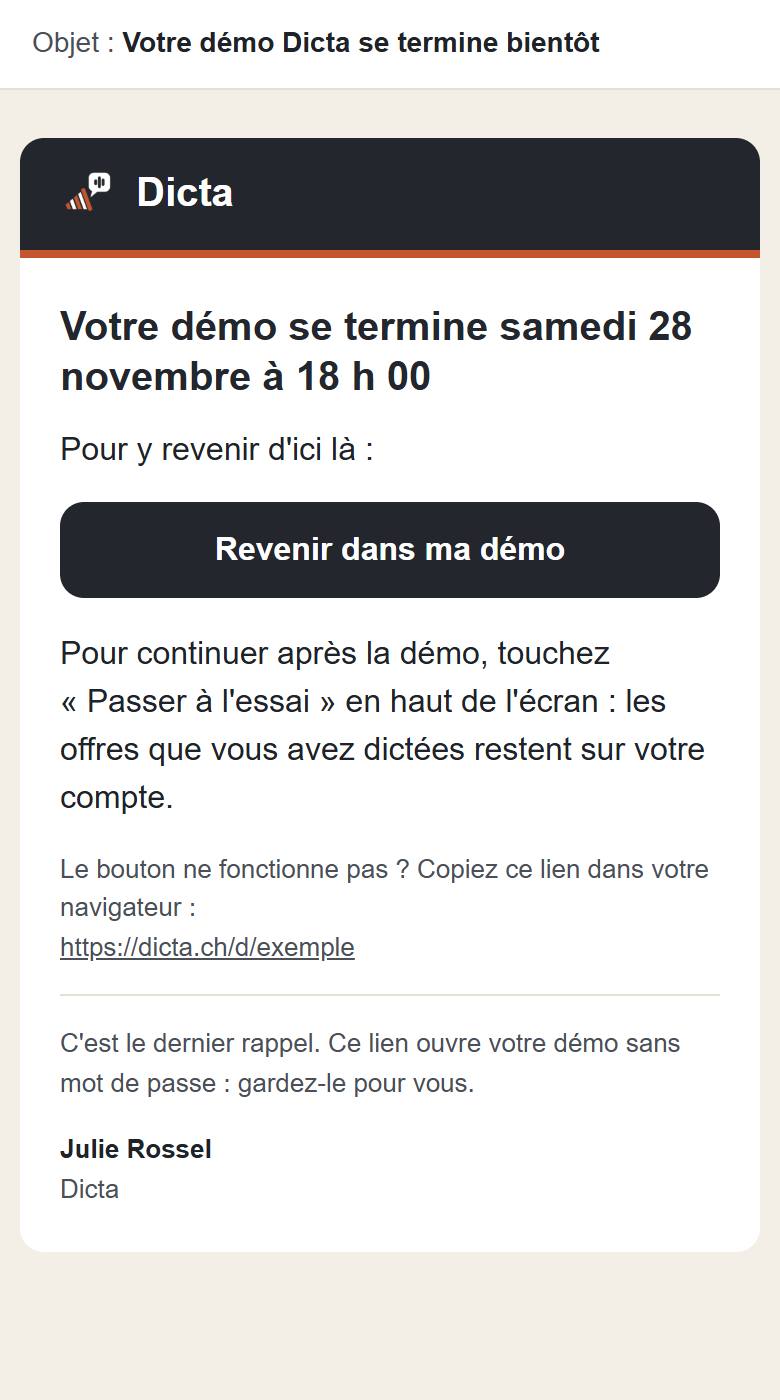 Objet : Votre démo Dicta se termine bientôt
Dicta
Votre démo se termine samedi 28
novembre à 18 h 00
Pour y revenir d'ici là :
Revenir dans ma démo
Pour continuer après la démo, touchez
« Passer à l'essai » en haut de l'écran : les
offres que vous avez dictées restent sur votre
compte.
Le bouton ne fonctionne pas ? Copiez ce lien dans votre
navigateur :
https://dicta.ch/d/exemple
C'est le dernier rappel. Ce lien ouvre votre démo sans
mot de passe : gardez-le pour vous.
Julie Rossel
Dicta